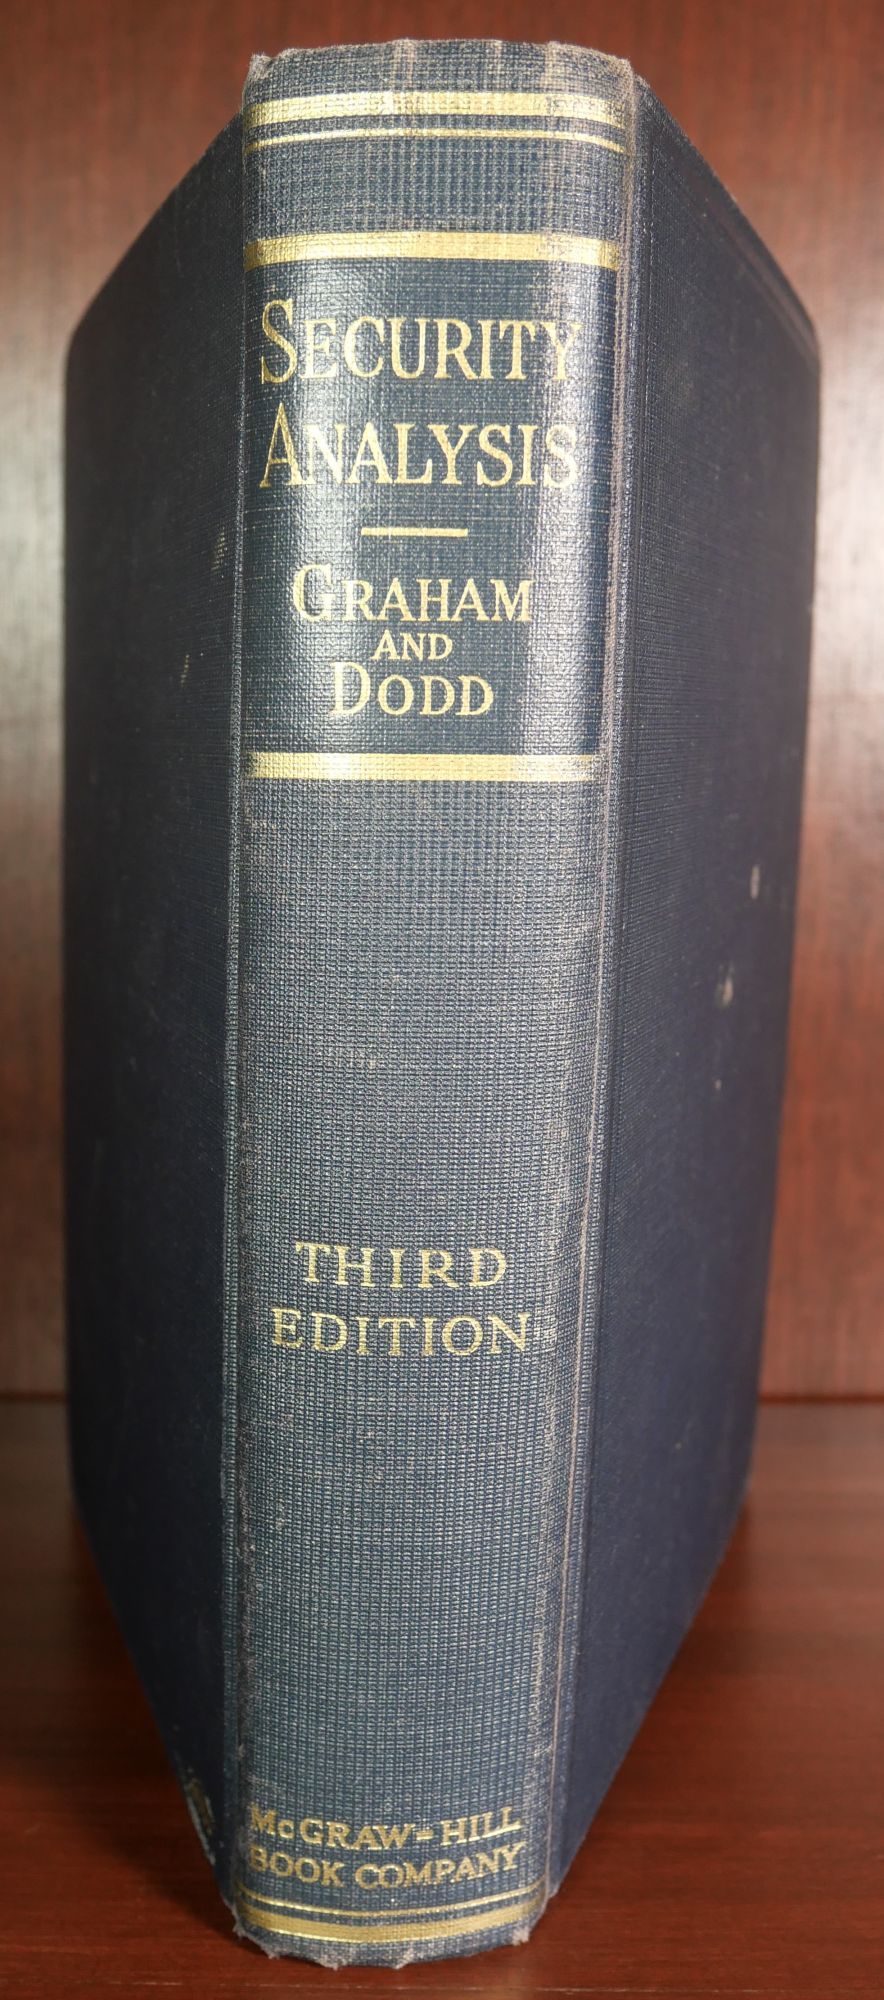 SECURITY
ANALYSIS
GRAHAM
AND
DODD
THIRD
EDITION
McGRAW-HILL
BOOK COMPANY